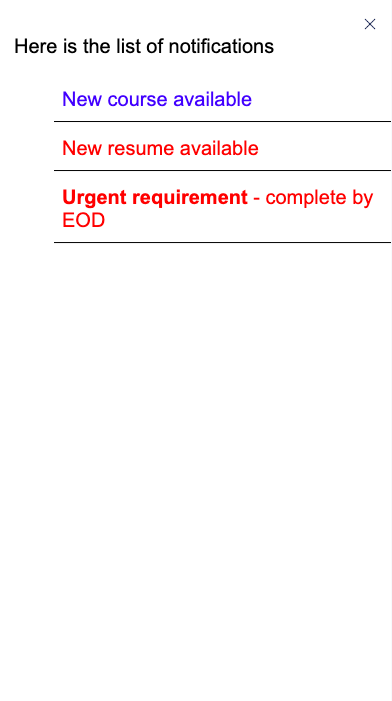 Here is the list of notifications
New course available
New resume available
Urgent requirement - complete by
EOD